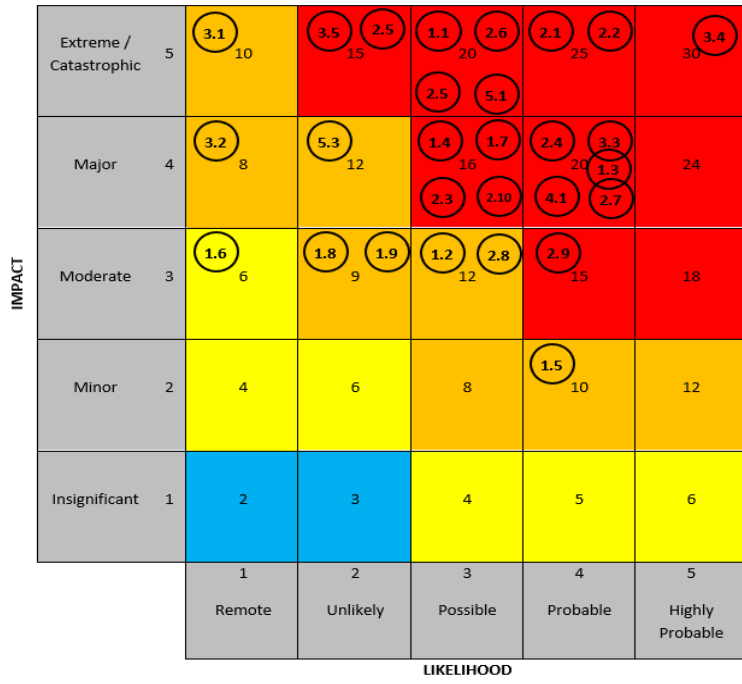 3.1 3.5 2.5 1.1 2.6 2.1 2.2 3.4
Extreme / Catastrophic 5 10 15 20 25 30
2.5 5.1
3.2 5.3 1.4 1.7 2.4 3.3
Major 4 8 12 16 20 24
1.3
2.3 2.10 4.1 2.7
1.6 1.8 1.9 1.2 2.8 2.9
Moderate 3 6 9 12 15 18
IMPACT
1.5
Minor 2 4 6 8 10 12
Insignificant 1 2 3 4 5 6
1 2 3 4 5
Remote Unlikely Possible Probable Highly Probable
LIKELIHOOD